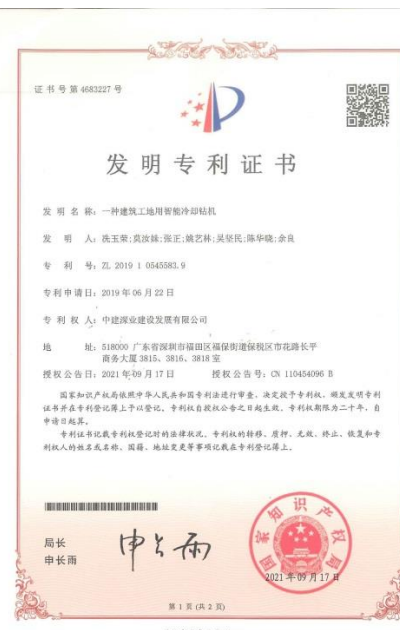 证书号第4683227号
发明专利证书
发 明 名 称：一种建筑工地用智能冷却钻机
发 明 人：冼玉荣;莫汝妹;张正;姚艺林;吴坚民;陈华晓;余良
专 利 号：ZL 2019 1 0545583.9
专利申请日：2019年06月22日
专 利 权 人：中建深业建设发展有限公司
地 址：518000 广东省深圳市福田区福保街道保税区市花路长平
商务大厦 3815、3816、3818室
授权公告日：2021年09月17日 授权公告号：CN 110454096 B
国家知识产权局依照中华人民共和国专利法进行审查，决定授予专利权，颁发发明专利
证书并在专利登记簿上予以登记。专利权自授权公告之日起生效。专利权期限为二十年，自
申请日起算。
专利证书记载专利权登记时的法律状况。专利权的转移、质押、无效、终止、恢复和专
利权人的姓名或名称、国籍、地址变更等事项记载在专利登记簿上。
局长
申长雨
申长雨
国家知识产权局
2021年09月17日
第 1 页 (共 2 页)